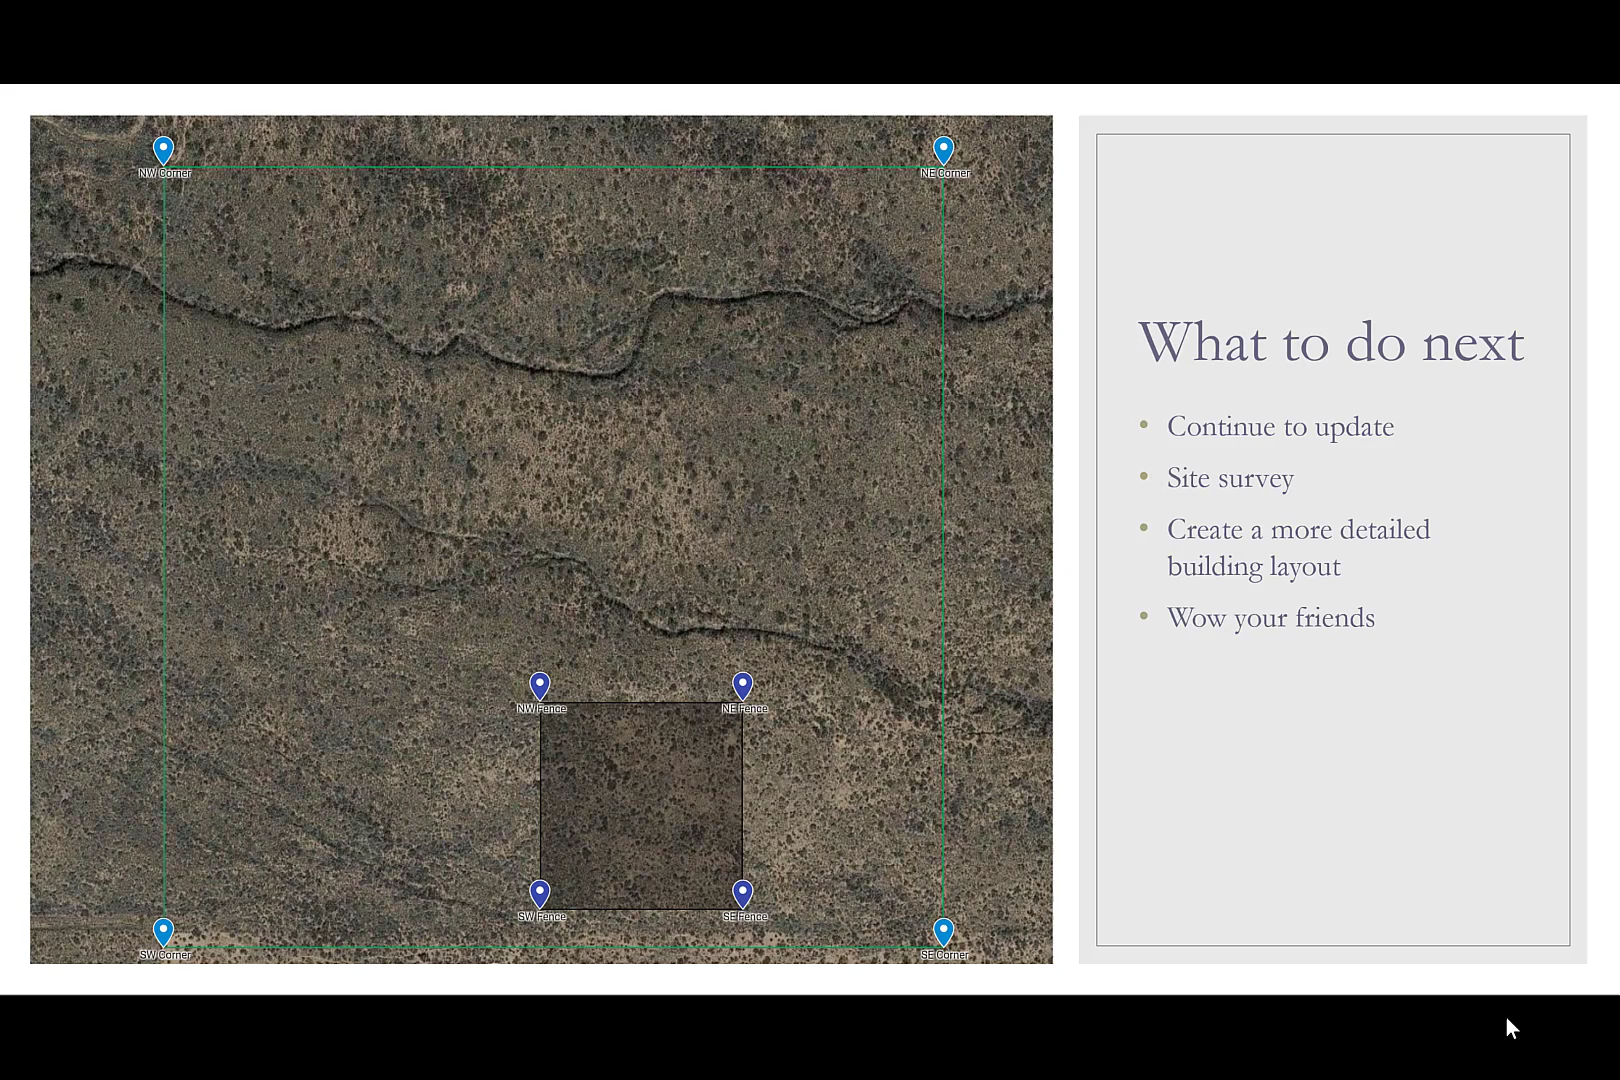 NW Corner
NE Corner
NW Fence
NE Fence
SW Fence
SE Fence
SW Corner
SE Corner
What to do next
• Continue to update
• Site survey
• Create a more detailed
building layout
• Wow your friends